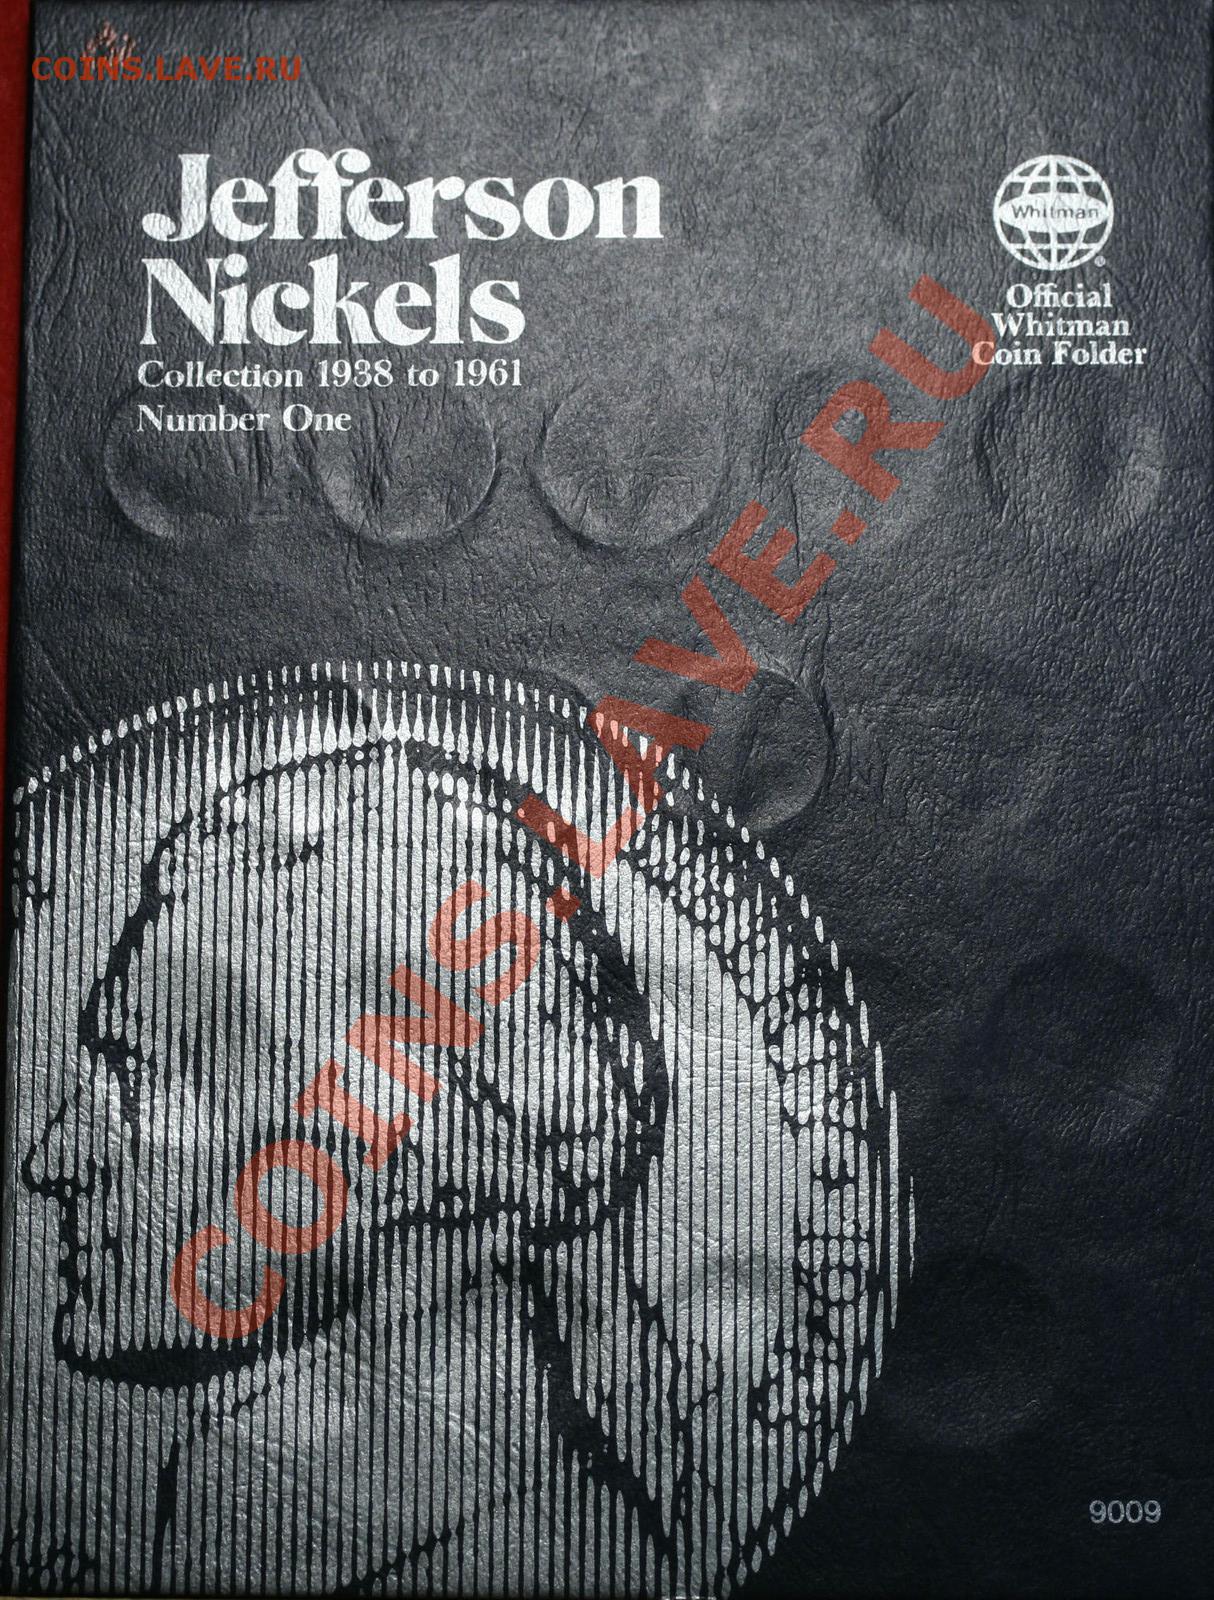 COINS.LAVE.RU
Jefferson
Nickels
Collection 1938 to 1961
Number One
Whitman
®
Official
Whitman
Coin Folder
COINS.LAVE.RU
9009